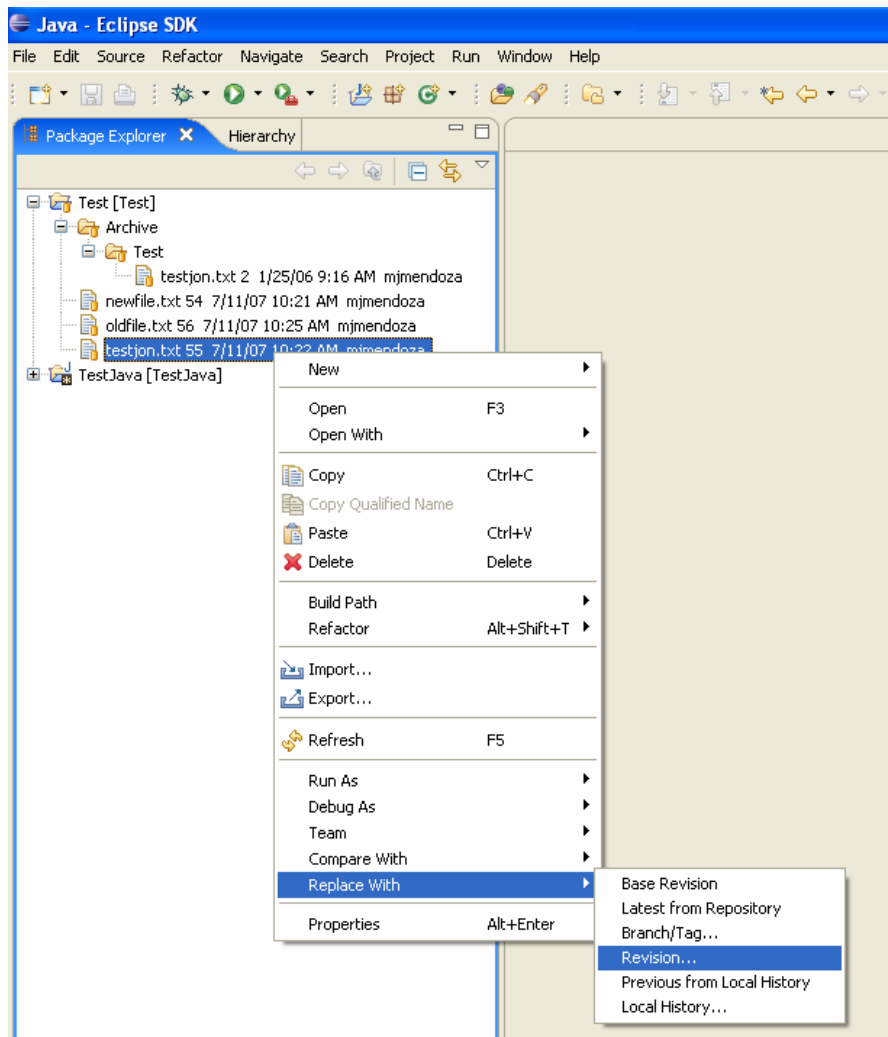 Java - Eclipse SDK
File Edit Source Refactor Navigate Search Project Run Window Help
Package Explorer Hierarchy
Test [Test]
Archive
Test
testjon.txt 2 1/25/06 9:16 AM mjmendoza
newfile.txt 54 7/11/07 10:21 AM mjmendoza
oldfile.txt 56 7/11/07 10:25 AM mjmendoza
testjon.txt 55 7/11/07 10:22 AM mjmendoza
TestJava [TestJava]
New
Open F3
Open With
Copy Ctrl+C
Copy Qualified Name
Paste Ctrl+V
Delete Delete
Build Path
Refactor Alt+Shift+T
Import...
Export...
Refresh F5
Run As
Debug As
Team
Compare With
Replace With
Properties Alt+Enter
Base Revision
Latest from Repository
Branch/Tag...
Revision...
Previous from Local History
Local History...